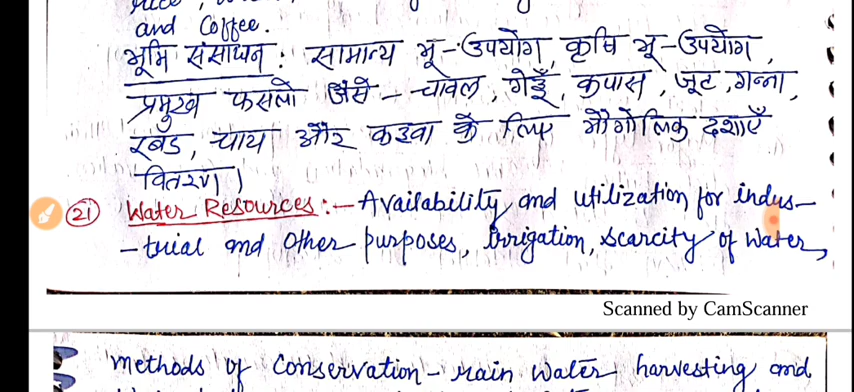 and Coffee.
भूमि संसाधन : सामान्य भू-उपयोग, कृषि भू-उपयोग,
प्रमुख फसलो जैसे - चावल, गेहूँ, कपास, जूट, गन्ना,
रबड, चाय और कहवा के लिए भौगोलिक दशाएँ
वितरण।
(21) Water Resources :- Availability and utilization for indus-
-trial and other purposes, Irrigation, scarcity of water,
Scanned by CamScanner
methods of conservation - rain water harvesting and